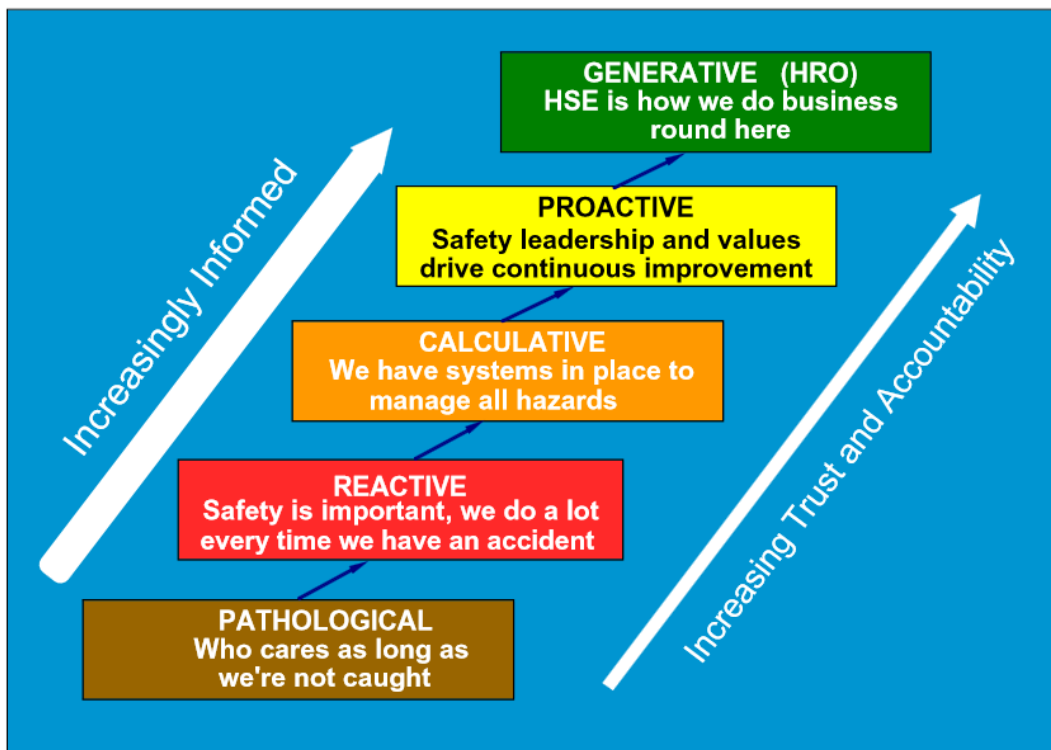 GENERATIVE (HRO)
HSE is how we do business
round here
PROACTIVE
Safety leadership and values
drive continuous improvement
CALCULATIVE
We have systems in place to
manage all hazards
REACTIVE
Safety is important, we do a lot
every time we have an accident
PATHOLOGICAL
Who cares as long as
we're not caught
Increasingly Informed
Increasing Trust and Accountability